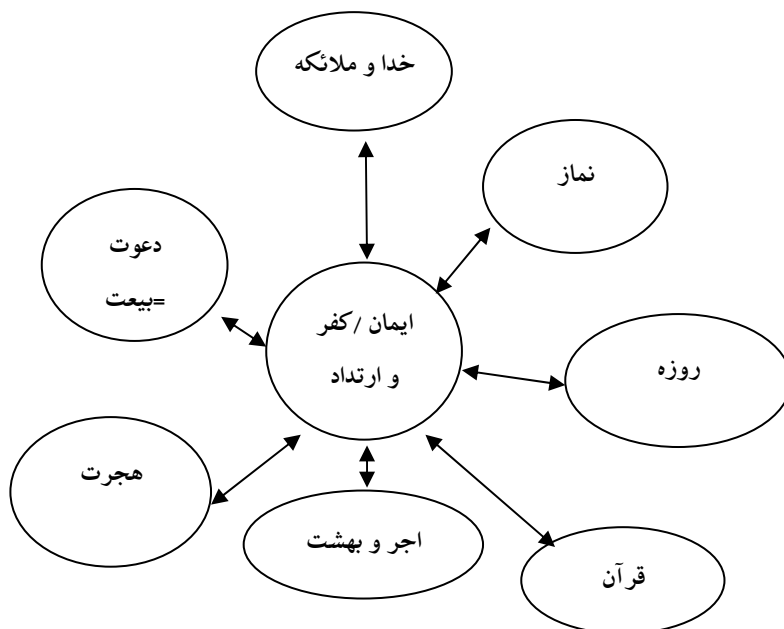 خدا و ملائکه
نماز
دعوت
=بیعت
ایمان /کفر
و ارتداد
روزه
هجرت
اجر و بهشت
قرآن